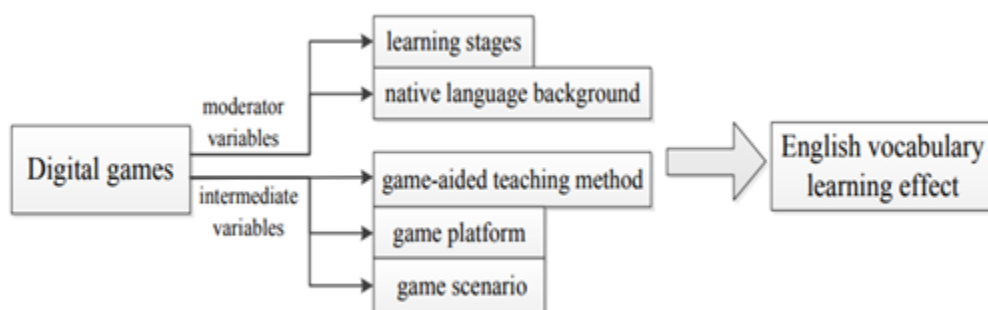 learning stages
native language background
moderator
variables
Digital games
intermediate
variables
game-aided teaching method
game platform
game scenario
English vocabulary
learning effect